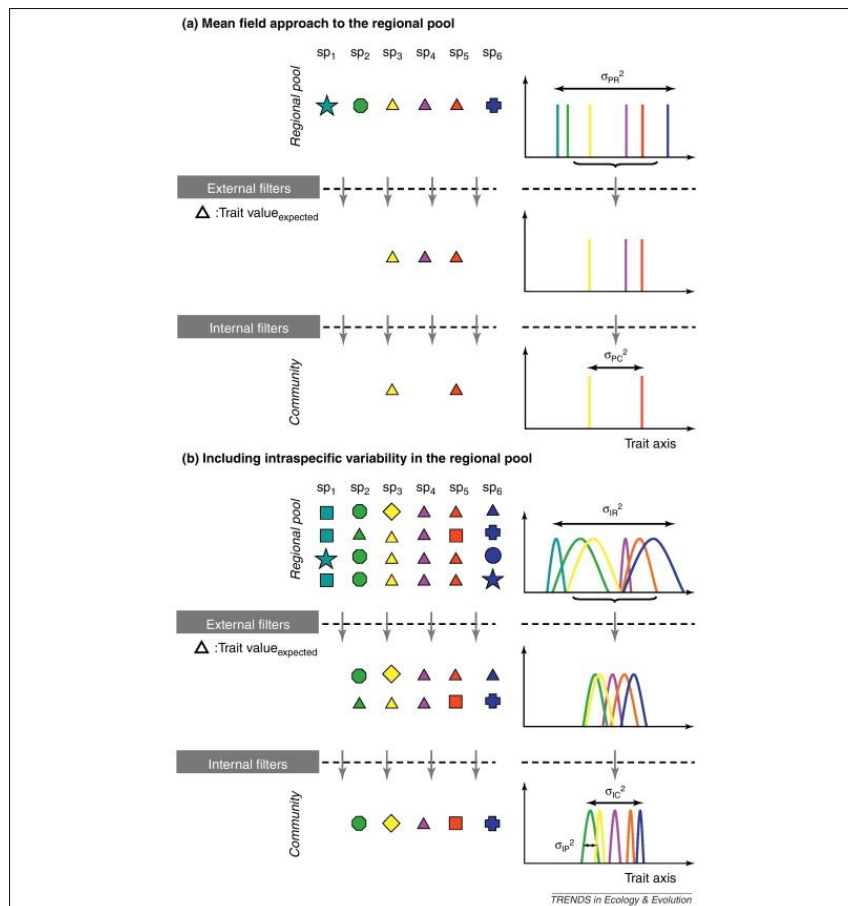 (a) Mean field approach to the regional pool
sp1 sp2 sp3 sp4 sp5 sp6
Regional pool
σPR2
External filters
:Trait valueexpected
Internal filters
Community
σPC2
Trait axis
(b) Including intraspecific variability in the regional pool
sp1 sp2 sp3 sp4 sp5 sp6
Regional pool
σIR2
External filters
:Trait valueexpected
Internal filters
Community
σIC2
σIP2
Trait axis
TRENDS in Ecology & Evolution